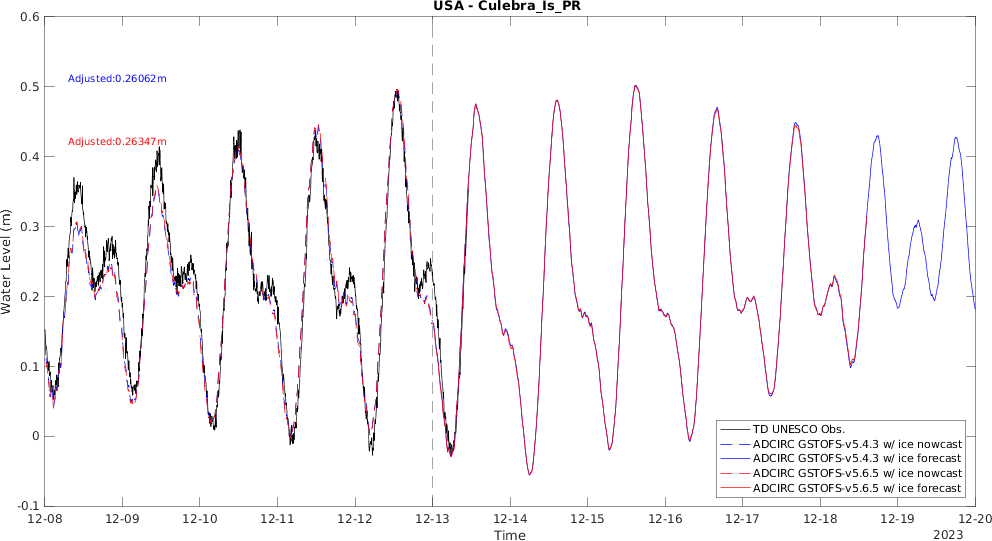 USA - Culebra_Is_PR
0.6
0.5
0.4
0.3
0.2
0.1
0
-0.1
Water Level (m)
Adjusted:0.26062m
Adjusted:0.26347m
TD UNESCO Obs.
ADCIRC GSTOFS-v5.4.3 w/ ice nowcast
ADCIRC GSTOFS-v5.4.3 w/ ice forecast
ADCIRC GSTOFS-v5.6.5 w/ ice nowcast
ADCIRC GSTOFS-v5.6.5 w/ ice forecast
12-08 12-09 12-10 12-11 12-12 12-13 12-14 12-15 12-16 12-17 12-18 12-19 12-20
Time
2023